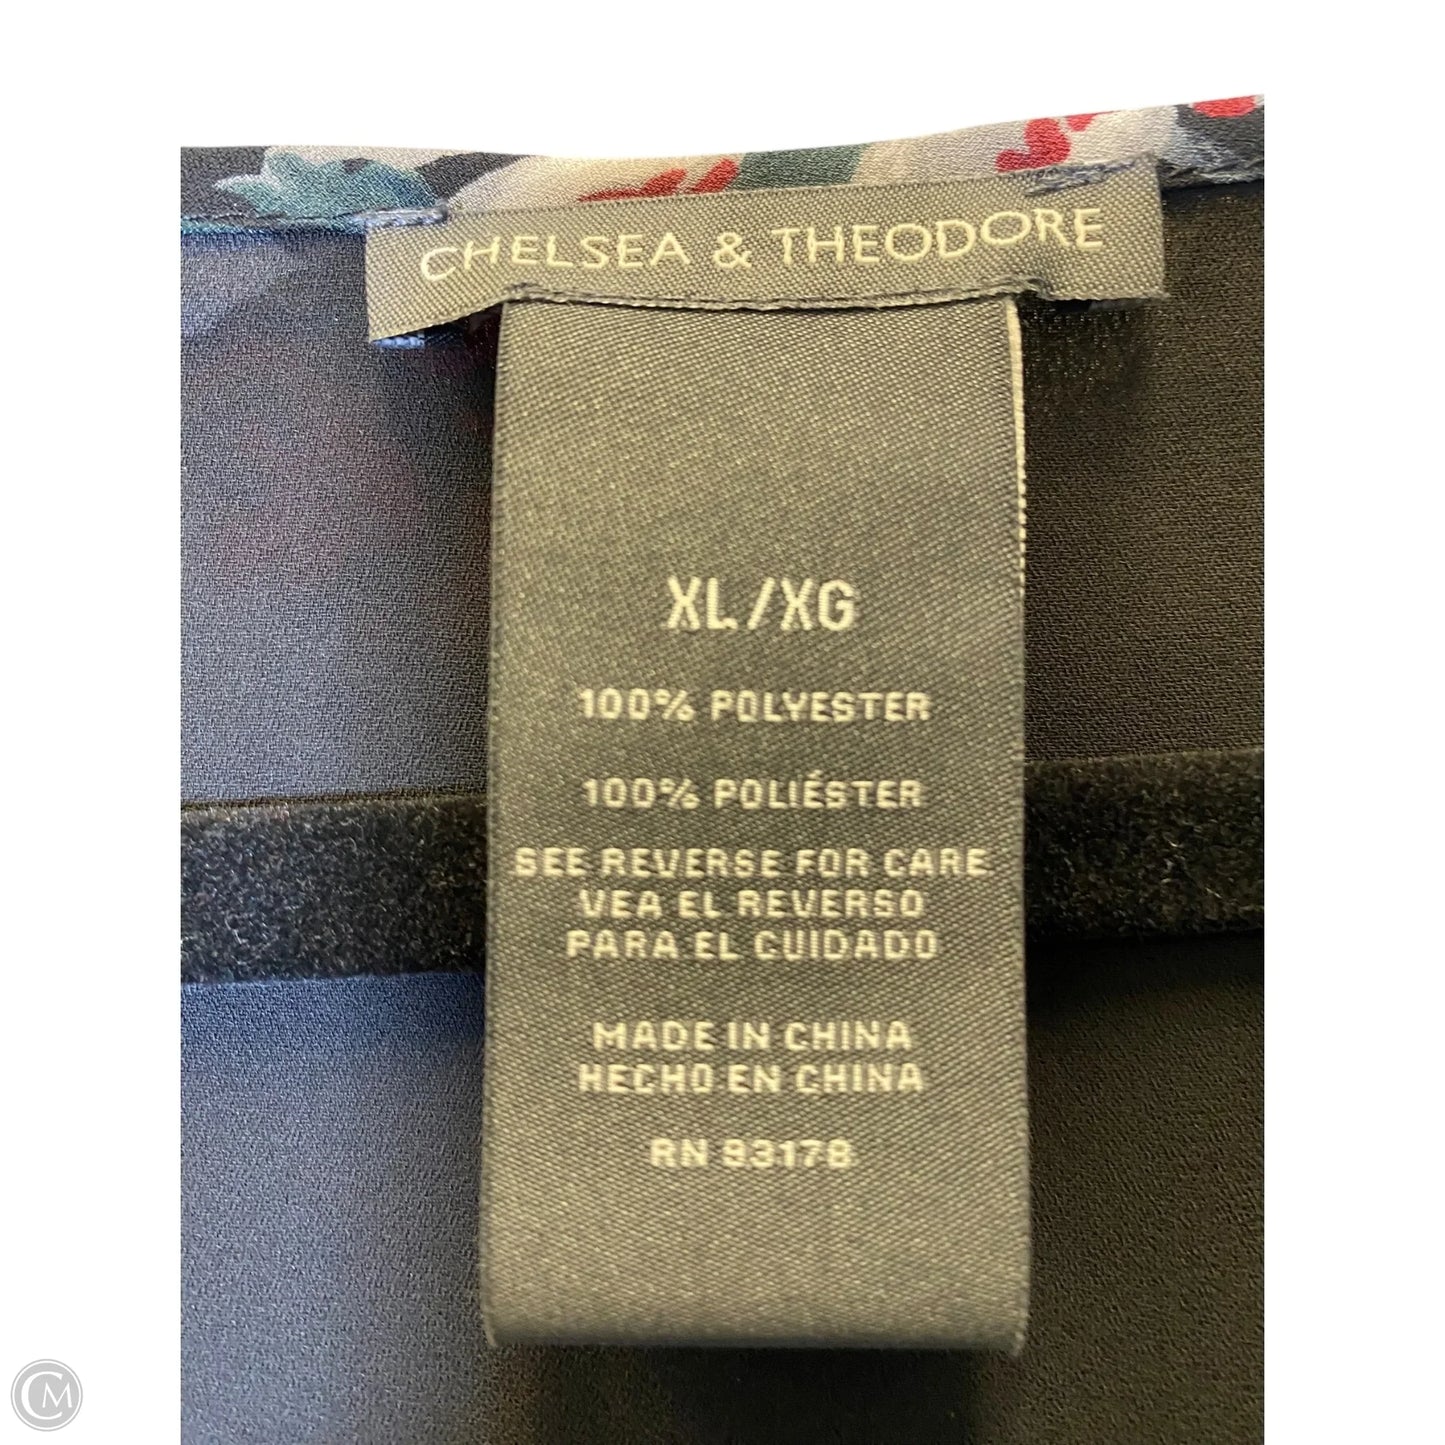 CHELSEA & THEODORE
XL/XG
100% POLYESTER
100% POLIÉSTER
SEE REVERSE FOR CARE
VEA EL REVERSO
PARA EL CUIDADO
MADE IN CHINA
HECHO EN CHINA
RN 93178
CM